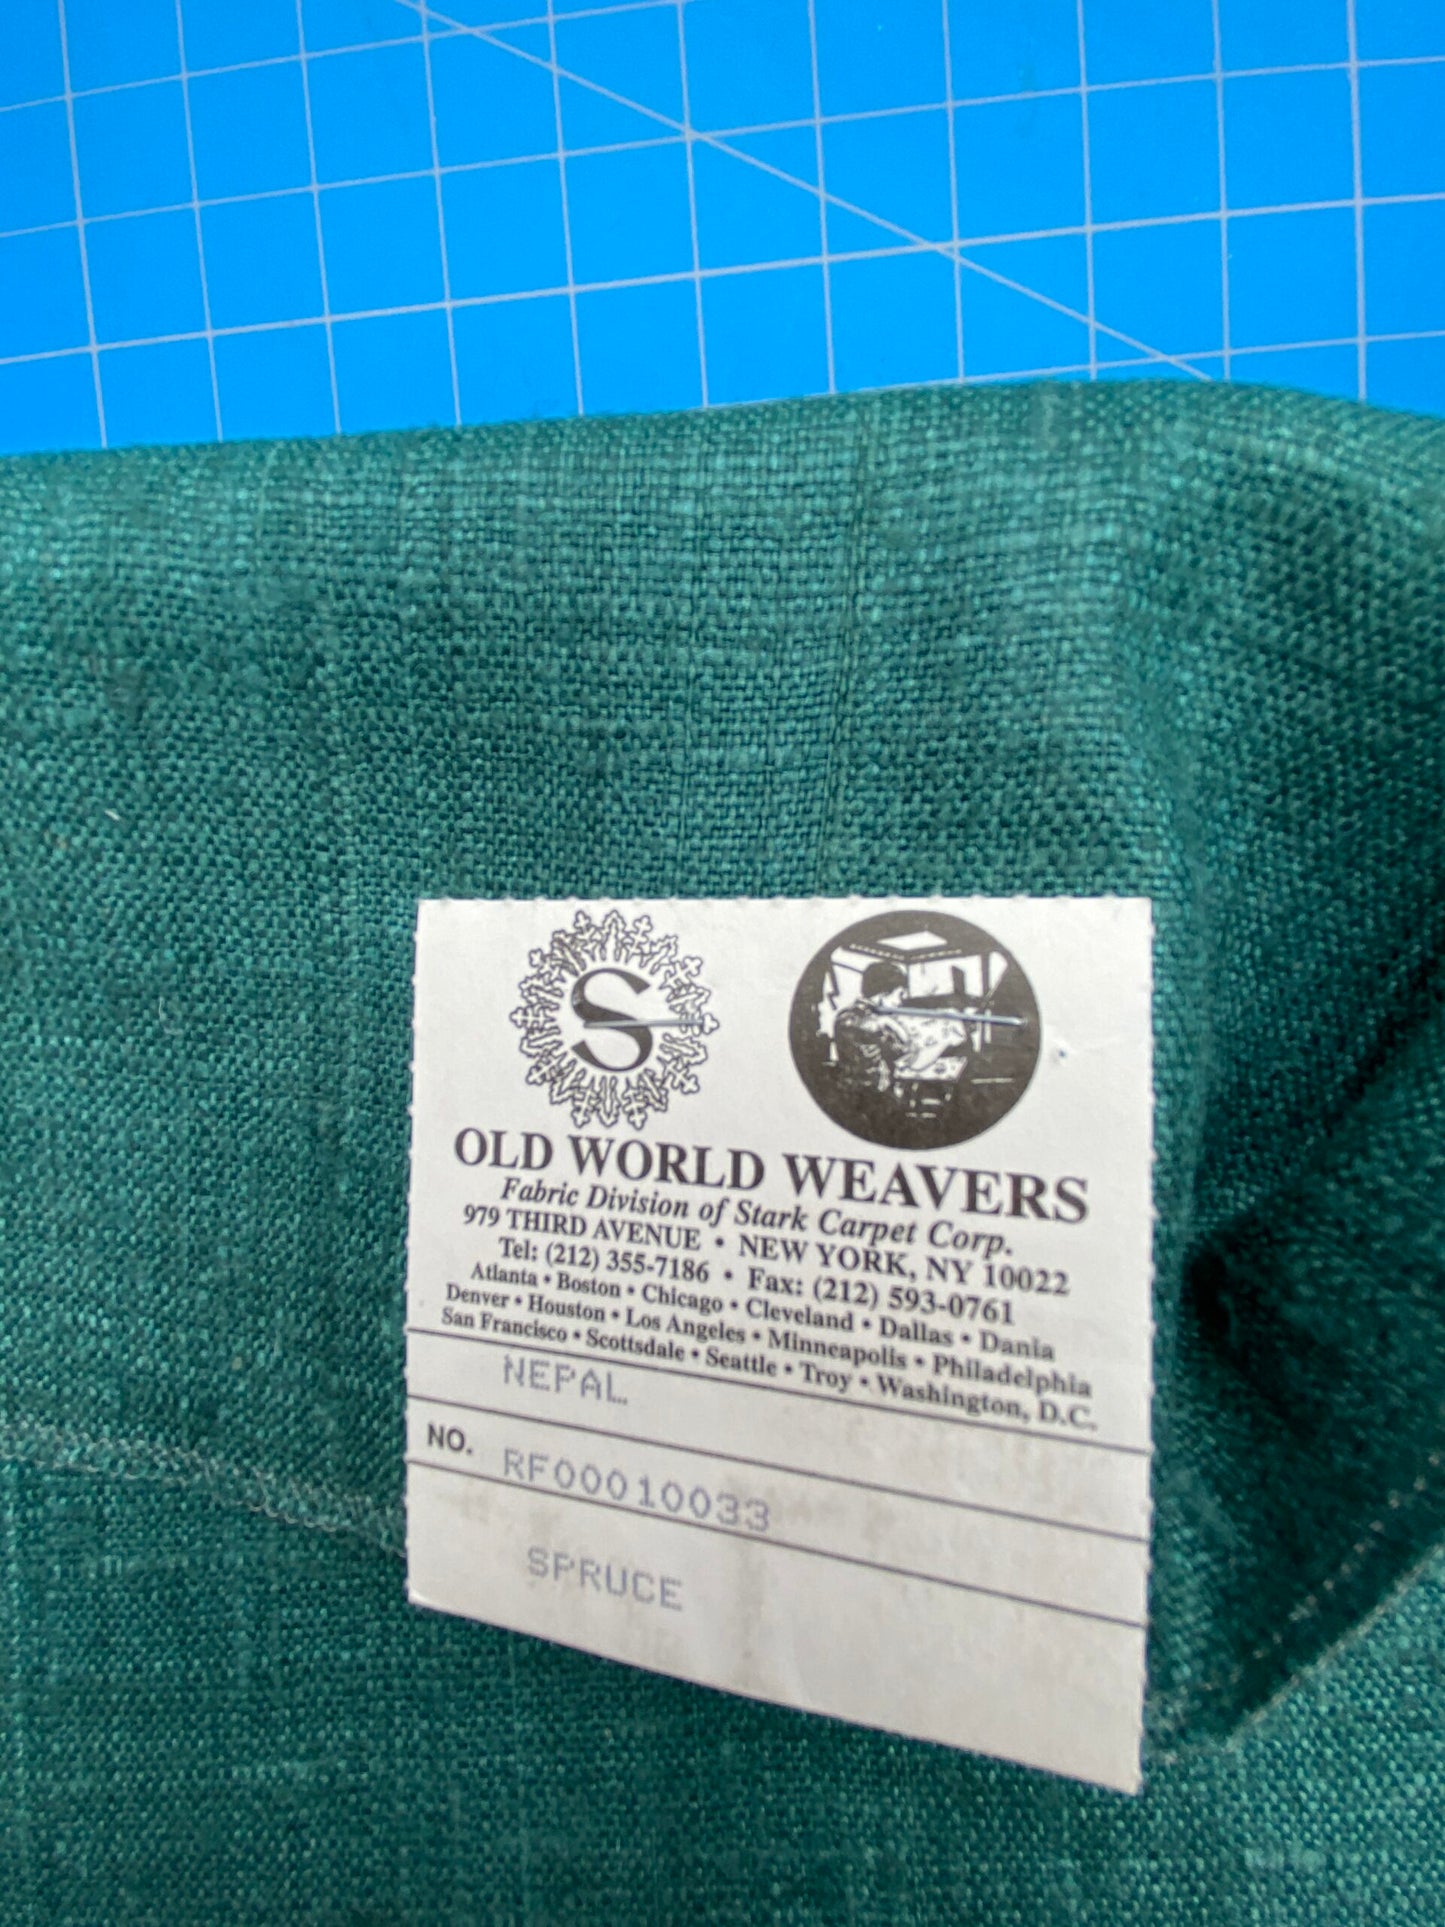 S
OLD WORLD WEAVERS
Fabric Division of Stark Carpet Corp.
979 THIRD AVENUE • NEW YORK, NY 10022
Tel: (212) 355-7186 • Fax: (212) 593-0761
Atlanta • Boston • Chicago • Cleveland • Dallas • Dania
Denver • Houston • Los Angeles • Minneapolis • Philadelphia
San Francisco • Scottsdale • Seattle • Troy • Washington, D.C.
NEPAL
NO. RF00010033
SPRUCE